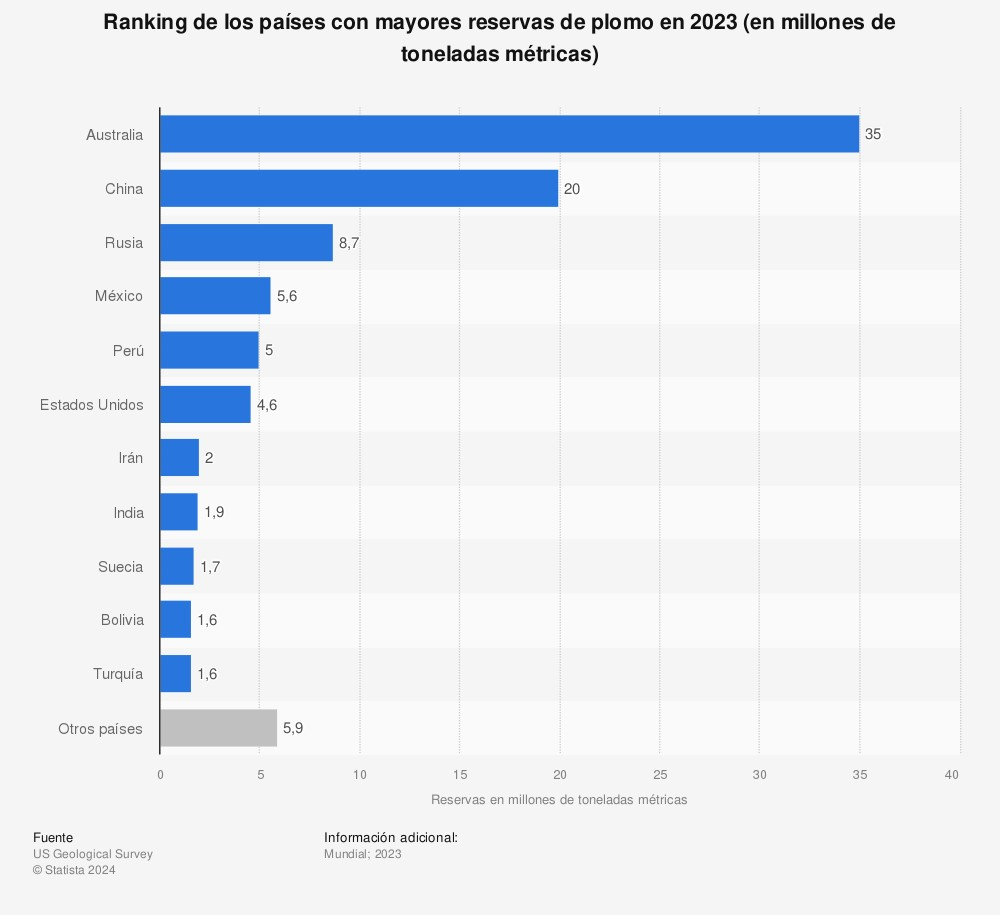 Ranking de los países con mayores reservas de plomo en 2023 (en millones de
toneladas métricas)
Australia 35
China 20
Rusia 8,7
México 5,6
Perú 5
Estados Unidos 4,6
Irán 2
India 1,9
Suecia 1,7
Bolivia 1,6
Turquía 1,6
Otros países 5,9
0 5 10 15 20 25 30 35 40
Reservas en millones de toneladas métricas
Fuente
US Geological Survey
© Statista 2024
Información adicional:
Mundial; 2023